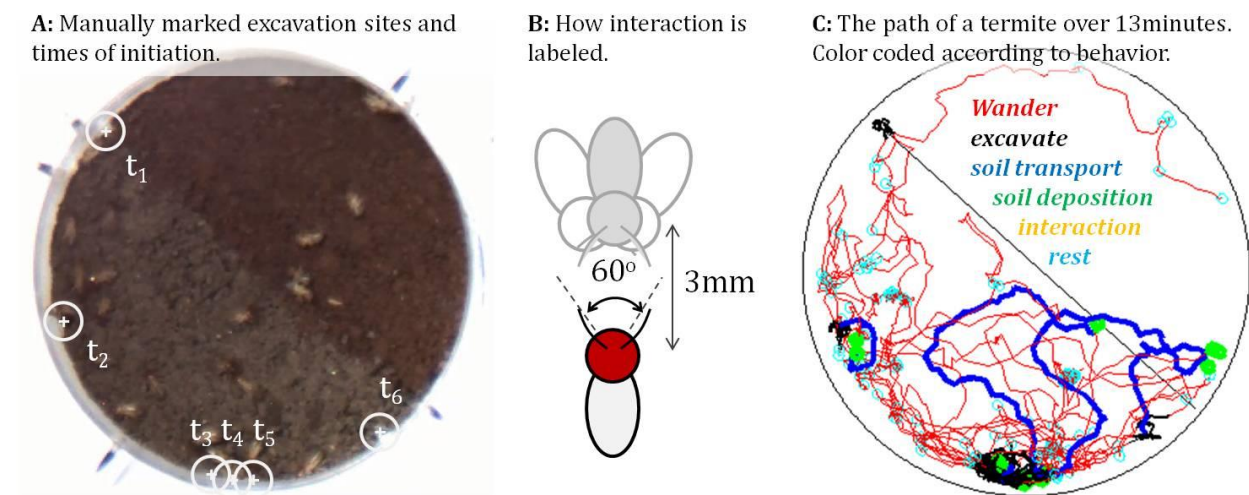 A: Manually marked excavation sites and
times of initiation.
t1
t2
t3 t4 t5
t6
B: How interaction is
labeled.
60o
3mm
C: The path of a termite over 13minutes.
Color coded according to behavior.
Wander
excavate
soil transport
soil deposition
interaction
rest